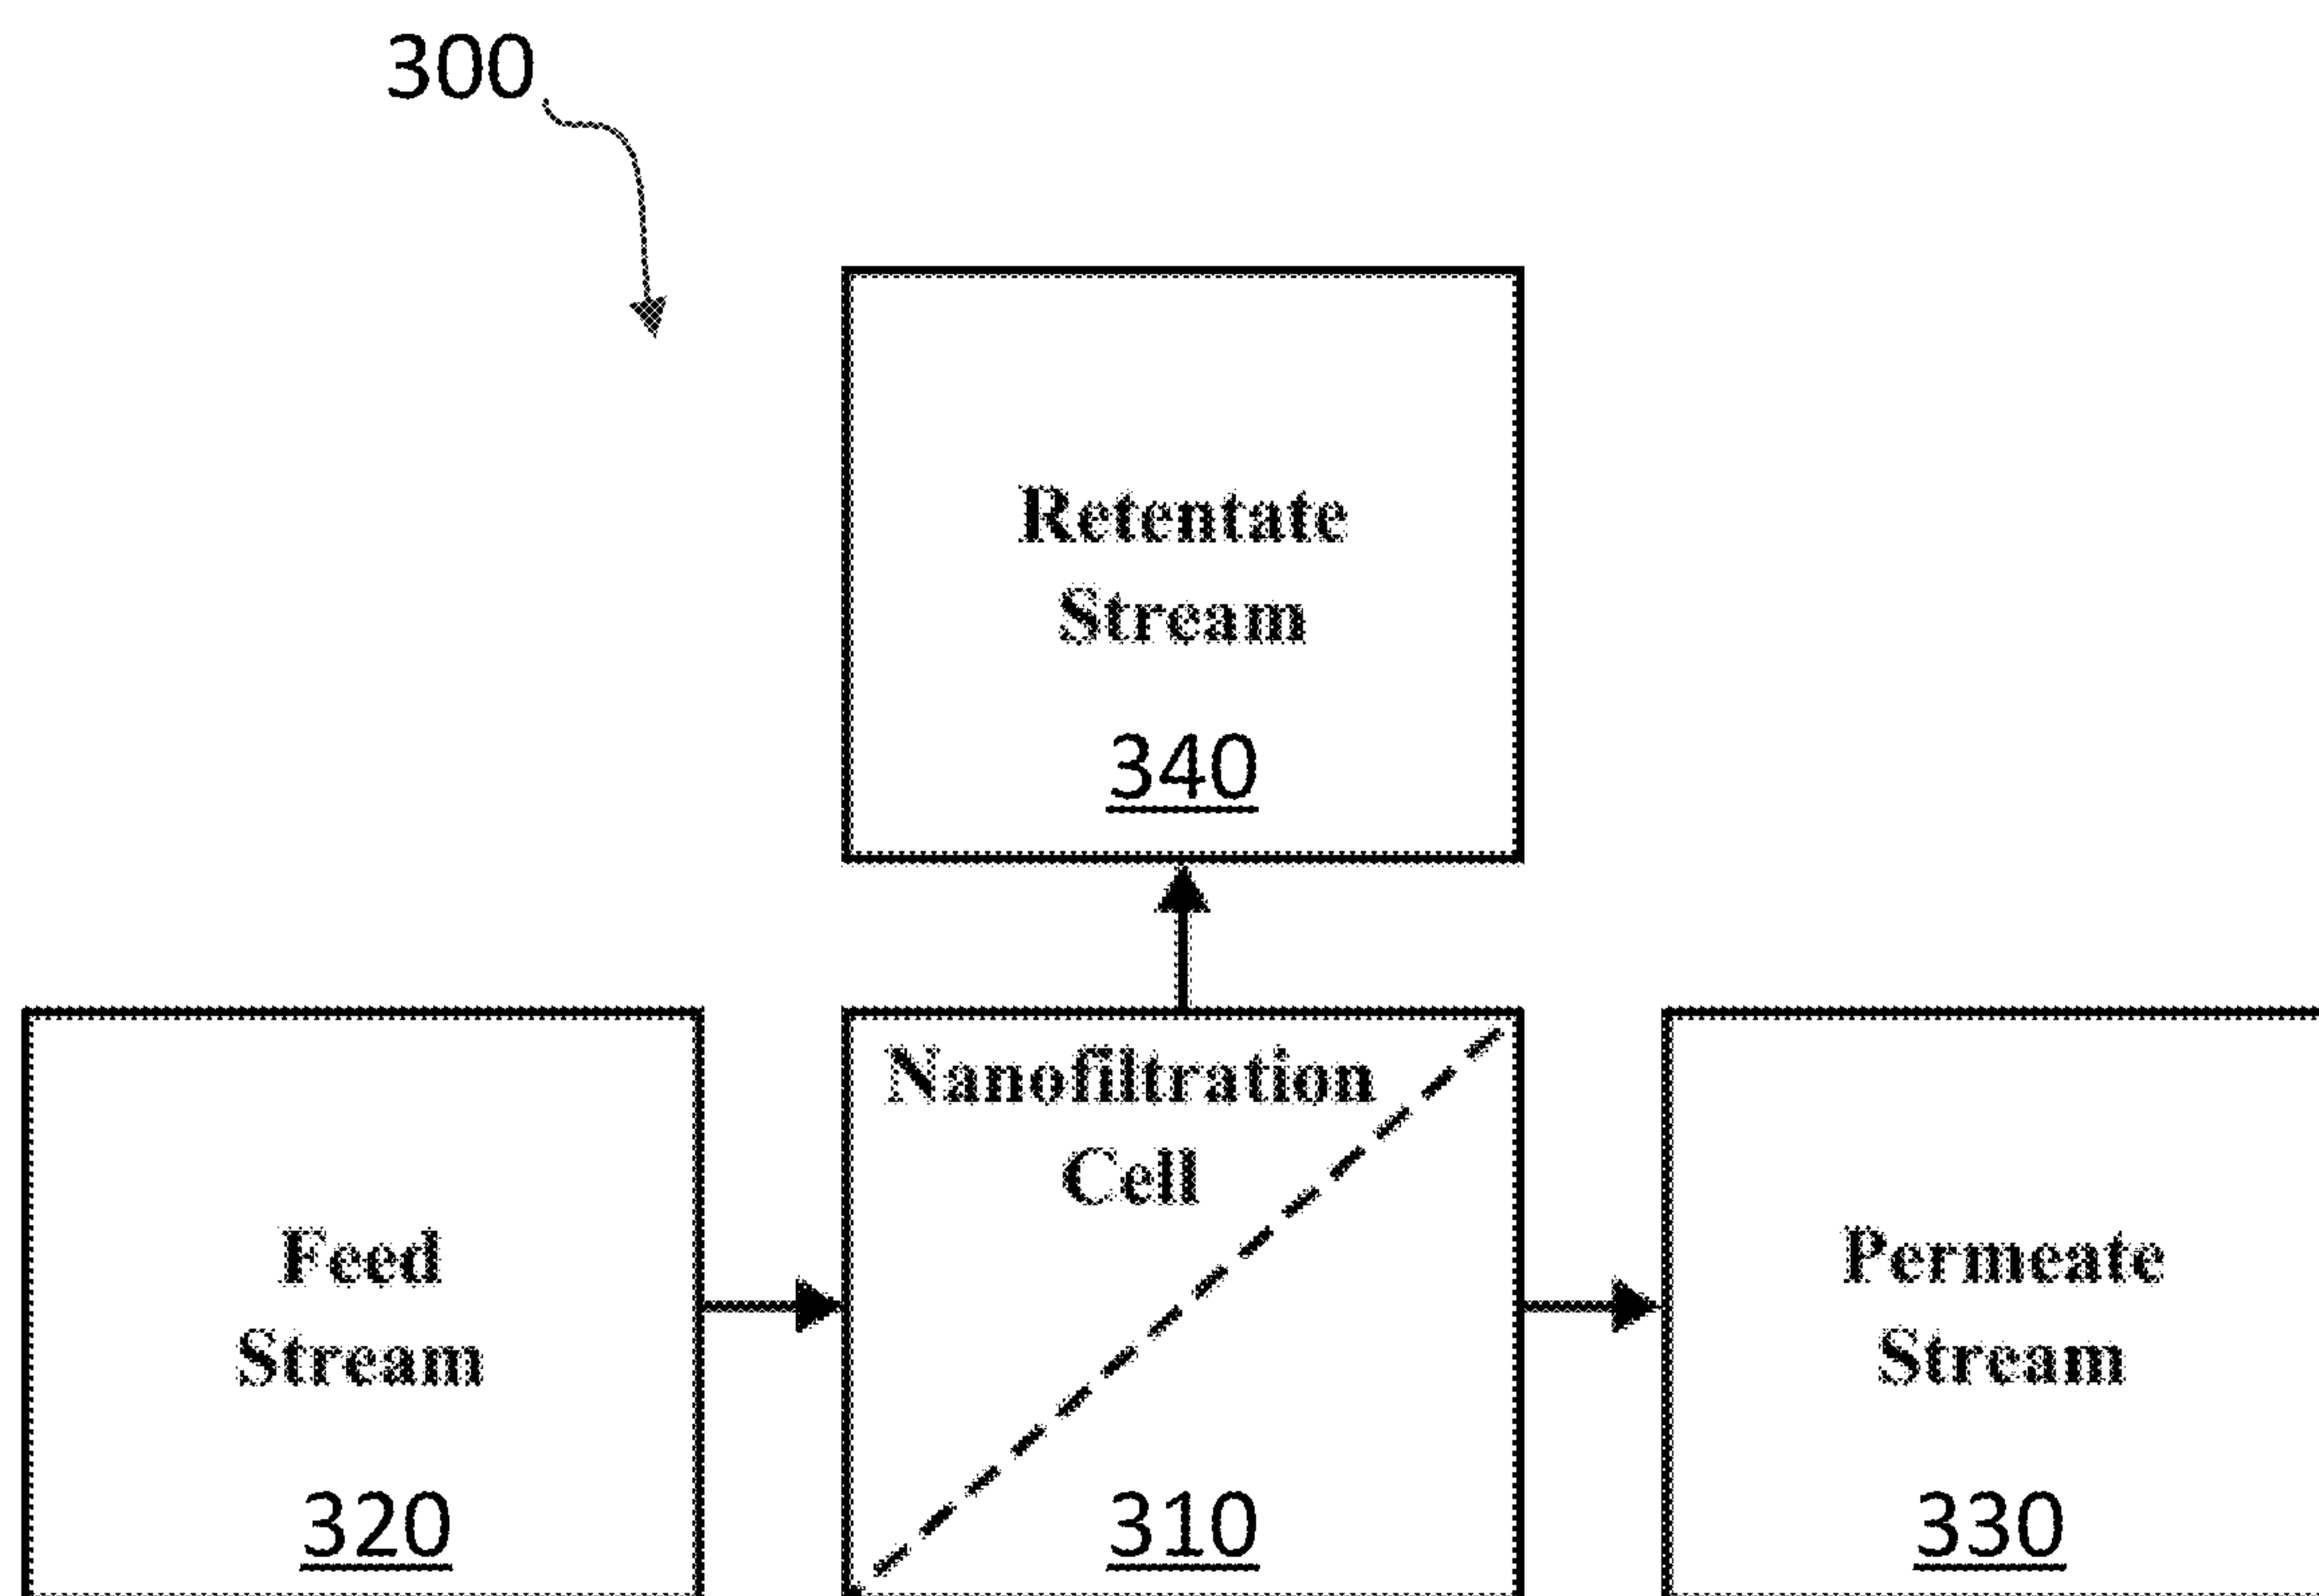 300
Retentate
Stream
340
Nanofiltration
Cell
310
Feed
Stream
320
Permeate
Stream
330